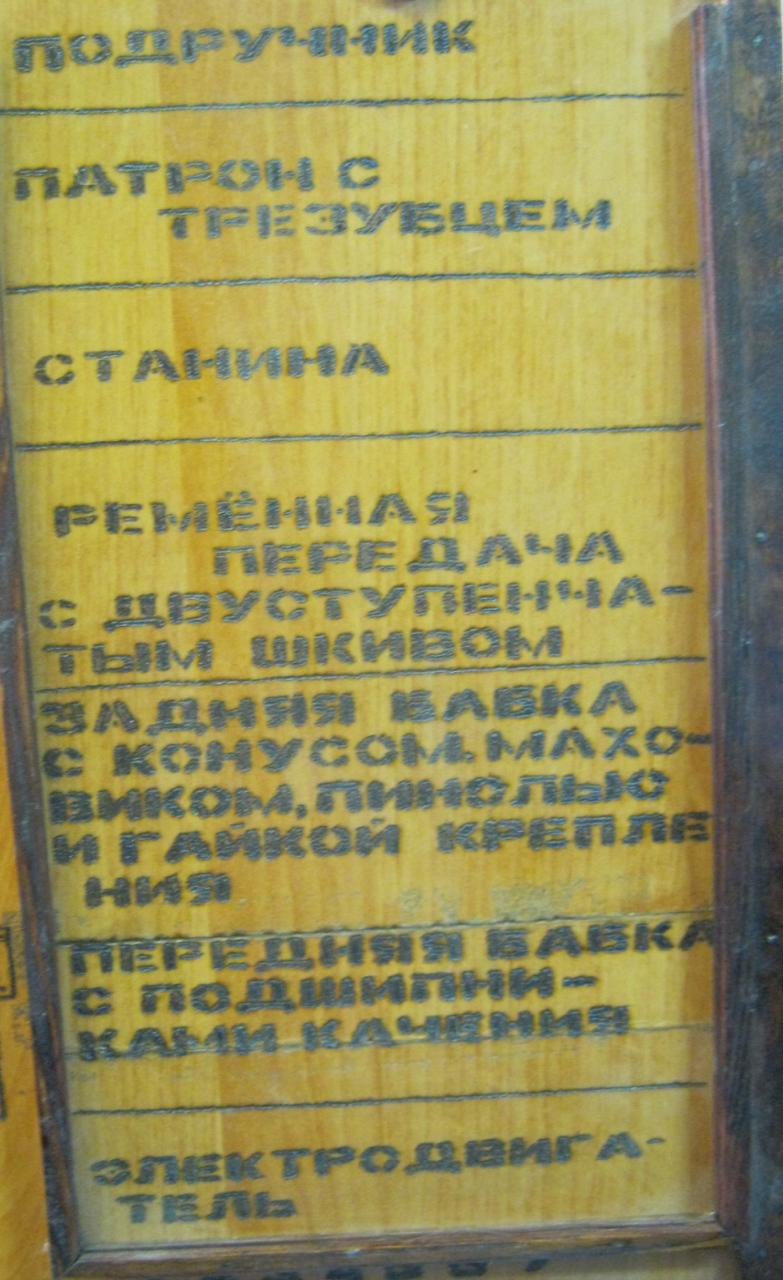 ПОДРУЧНИК
ПАТРОН С
ТРЕЗУБЦЕМ
СТАНИНА
РЕМЁННАЯ
ПЕРЕДАЧА
С ДВУСТУПЕНЧА-
ТЫМ ШКИВОМ
ЗАДНЯЯ БАБКА
С КОНУСОМ, МАХО-
ВИКОМ, ПИНОЛЬЮ
И ГАЙКОЙ КРЕПЛЕ
НИЯ
ПЕРЕДНЯЯ БАБКА
С ПОДШИПНИ-
КАМИ КАЧЕНИЯ
ЭЛЕКТРОДВИГА-
ТЕЛЬ